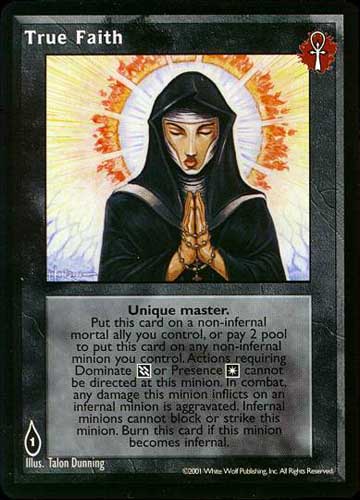 True Faith
Unique master.
Put this card on a non-infernal
mortal ally you control, or pay 2 pool
to put this card on any non-infernal
minion you control. Actions requiring
Dominate or Presence cannot
be directed at this minion. In combat,
any damage this minion inflicts on an
infernal minion is aggravated. Infernal
minions cannot block or strike this
minion. Burn this card if this minion
becomes infernal.
1
Illus. Talon Dunning
©2001 White Wolf Publishing, Inc. All Rights Reserved.